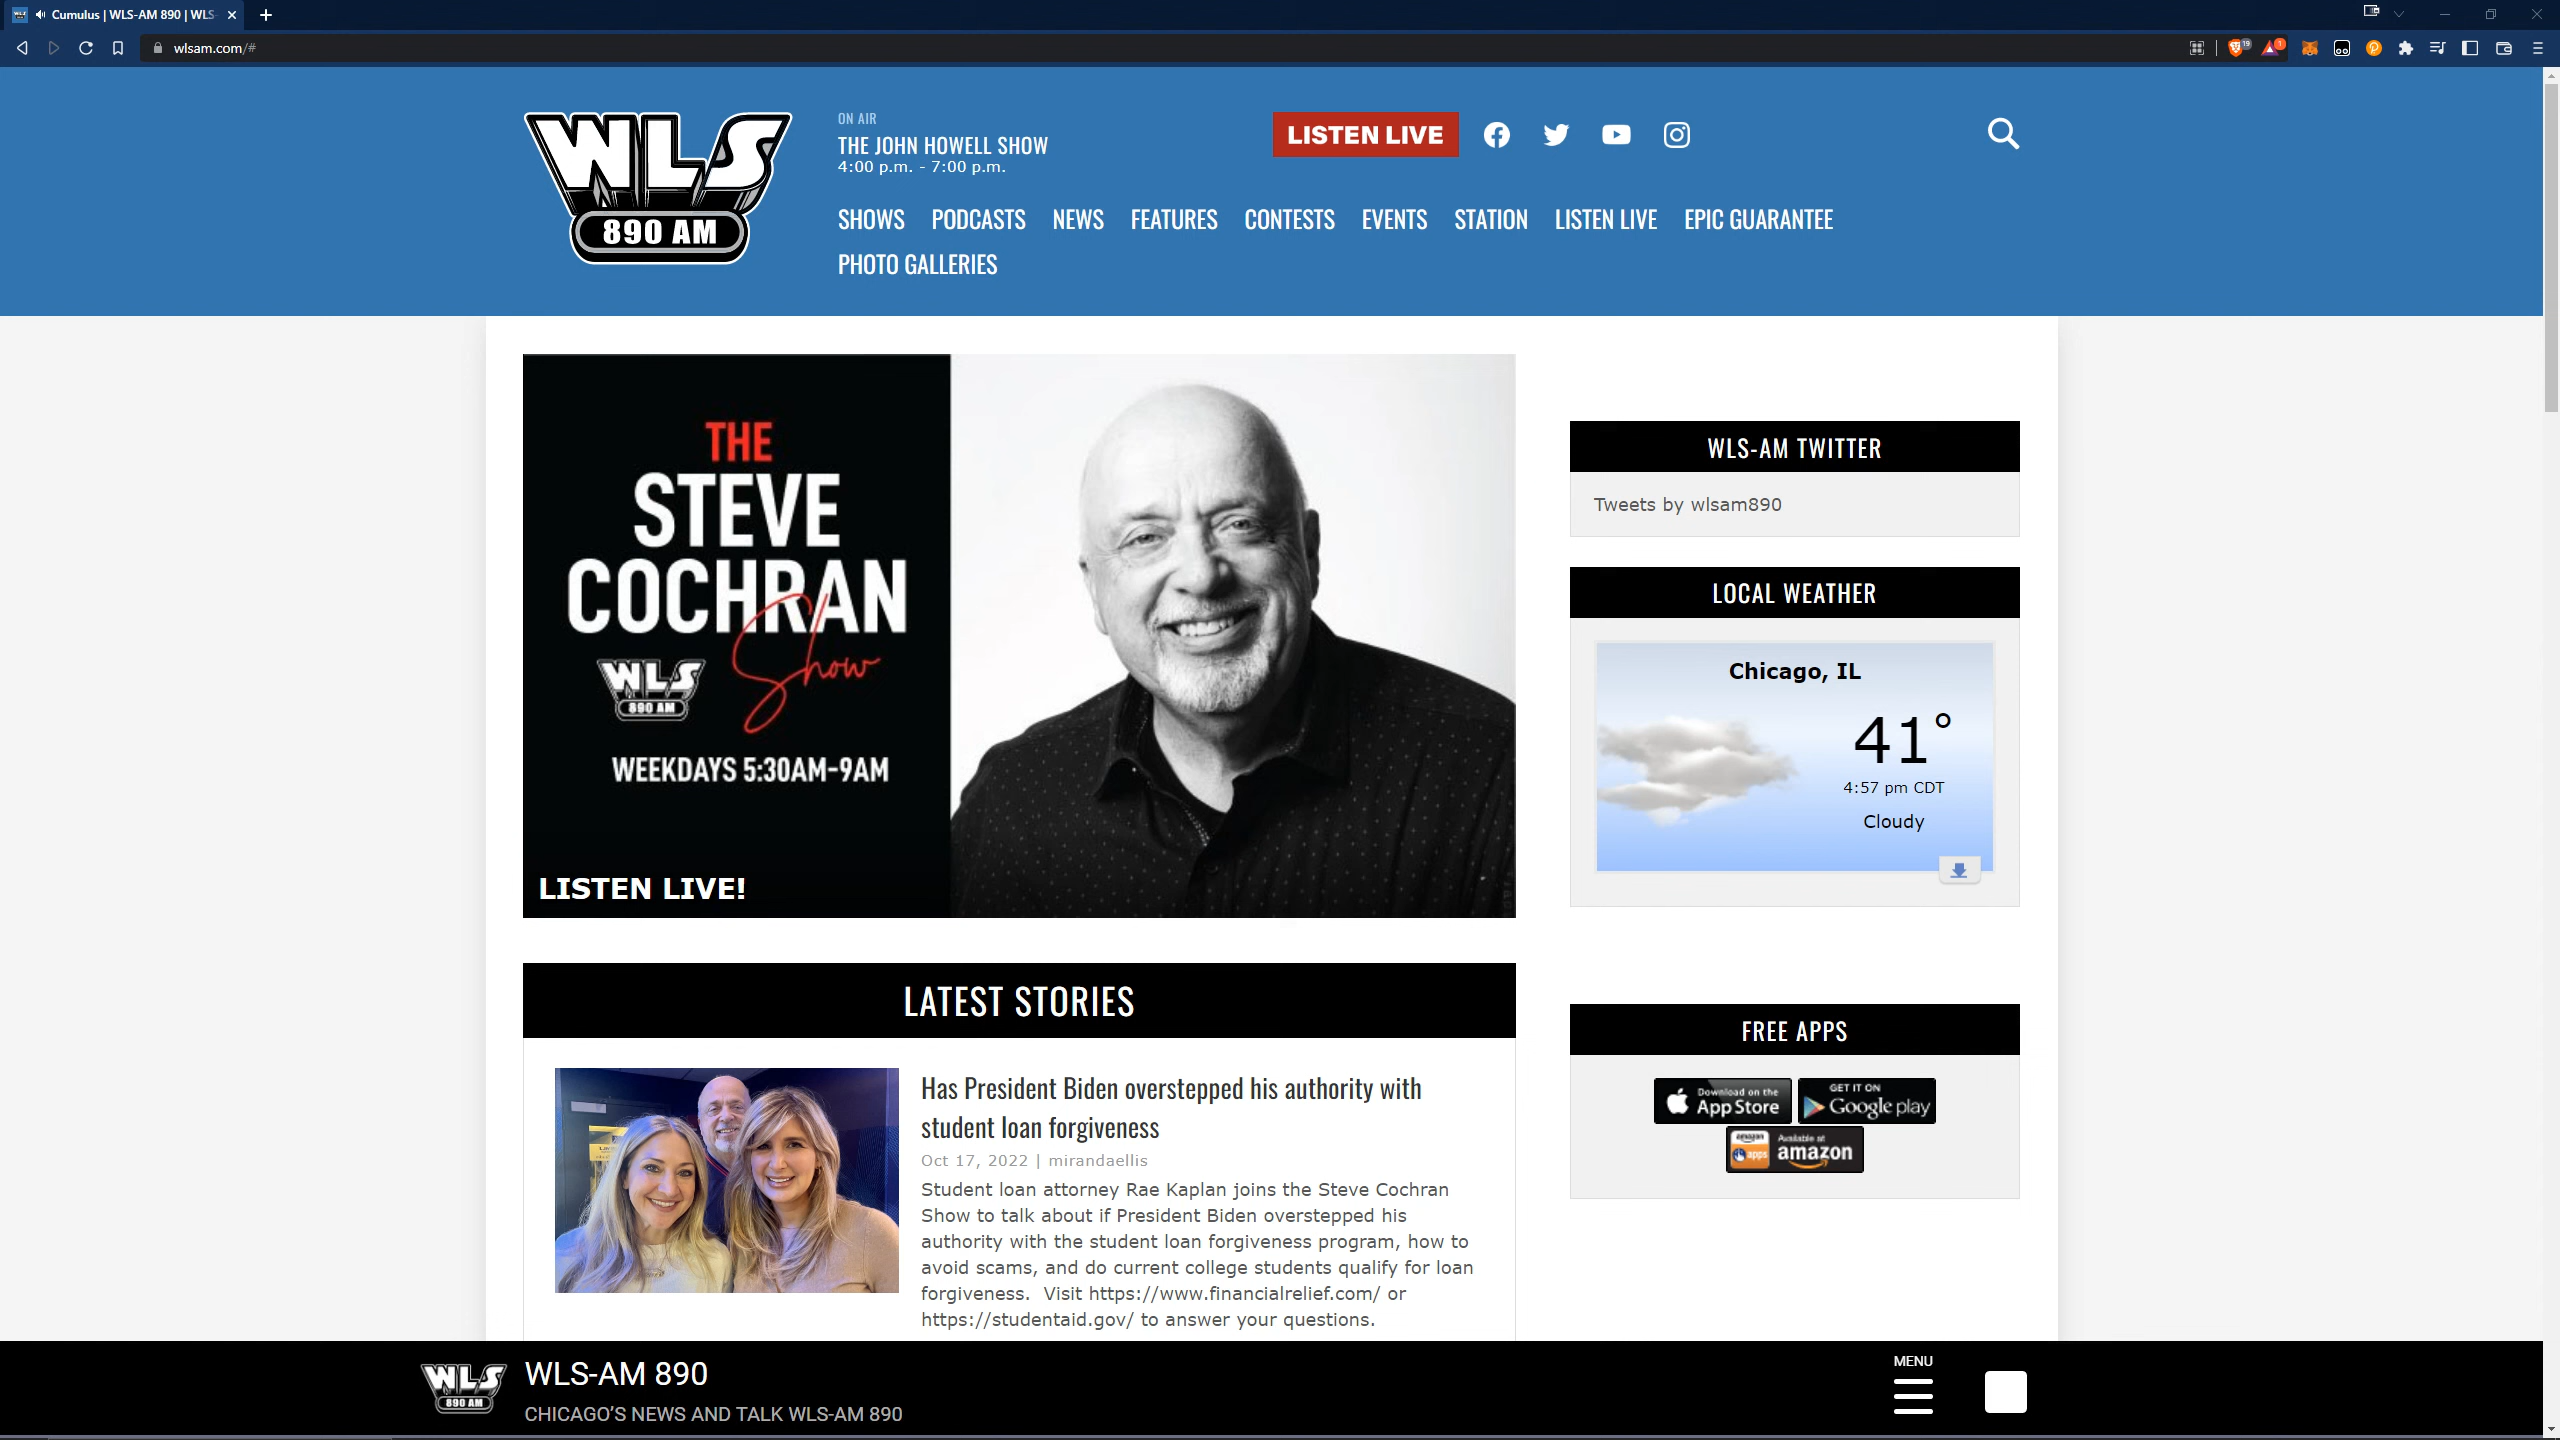 Cumulus | WLS-AM 890 | WLS-
wlsam.com/#
19
1
WLS
890 AM
ON AIR
THE JOHN HOWELL SHOW
4:00 p.m. - 7:00 p.m.
LISTEN LIVE
SHOWS PODCASTS NEWS FEATURES CONTESTS EVENTS STATION LISTEN LIVE EPIC GUARANTEE
PHOTO GALLERIES
THE
STEVE
COCHRAN
Show
WLS
890 AM
WEEKDAYS 5:30AM-9AM
LISTEN LIVE!
WLS-AM TWITTER
Tweets by wlsam890
LOCAL WEATHER
Chicago, IL
41°
4:57 pm CDT
Cloudy
LATEST STORIES
Has President Biden overstepped his authority with
student loan forgiveness
Oct 17, 2022 | mirandaellis
Student loan attorney Rae Kaplan joins the Steve Cochran
Show to talk about if President Biden overstepped his
authority with the student loan forgiveness program, how to
avoid scams, and do current college students qualify for loan
forgiveness.  Visit https://www.financialrelief.com/ or
https://studentaid.gov/ to answer your questions.
FREE APPS
Download on the
App Store
GET IT ON
Google play
amazon
apps
Available at
amazon
WLS
890 AM
WLS-AM 890
CHICAGO’S NEWS AND TALK WLS-AM 890
MENU